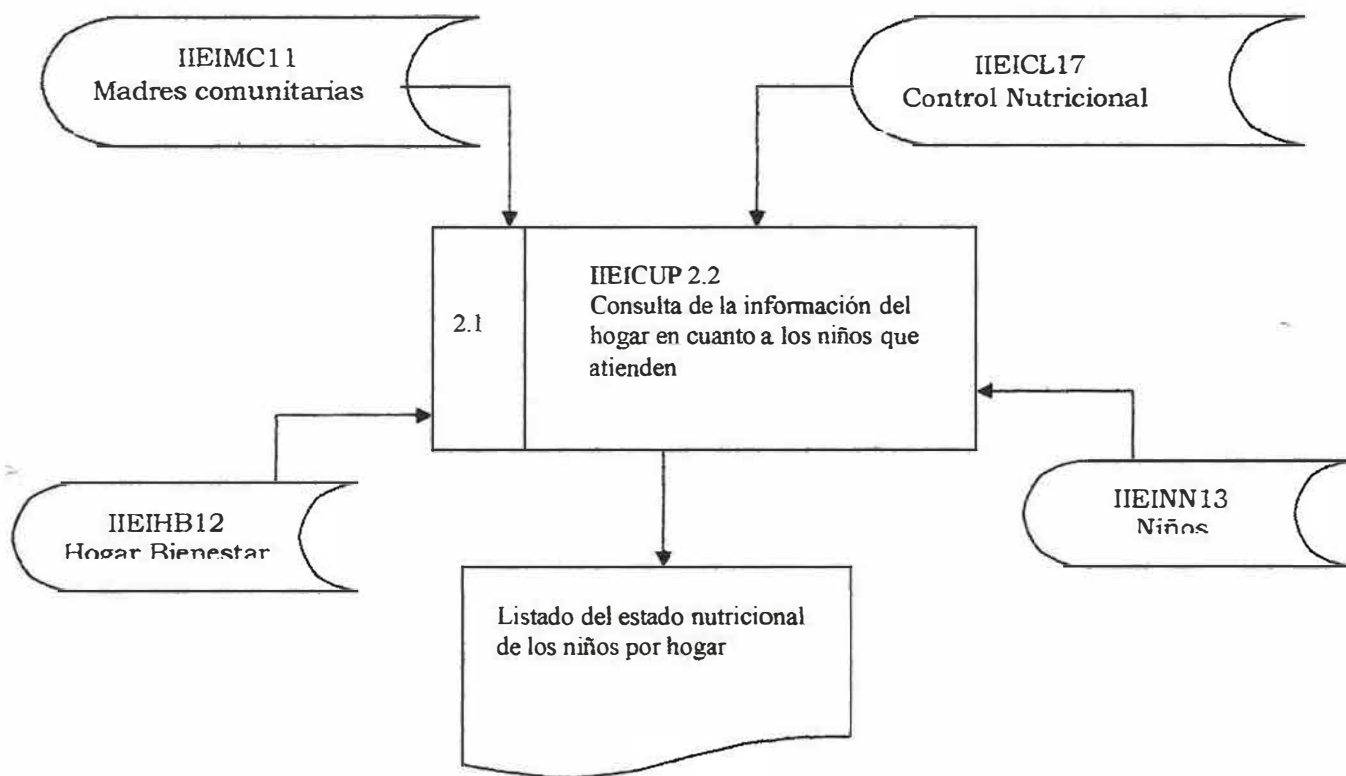 IIEIMC11
Madres comunitarias
IIEICL17
Control Nutricional
2.1
IIEICUP 2.2
Consulta de la información del
hogar en cuanto a los niños que
atienden
IIEIHB12
Hogar Bienestar
IIEINN13
Niños
Listado del estado nutricional
de los niños por hogar